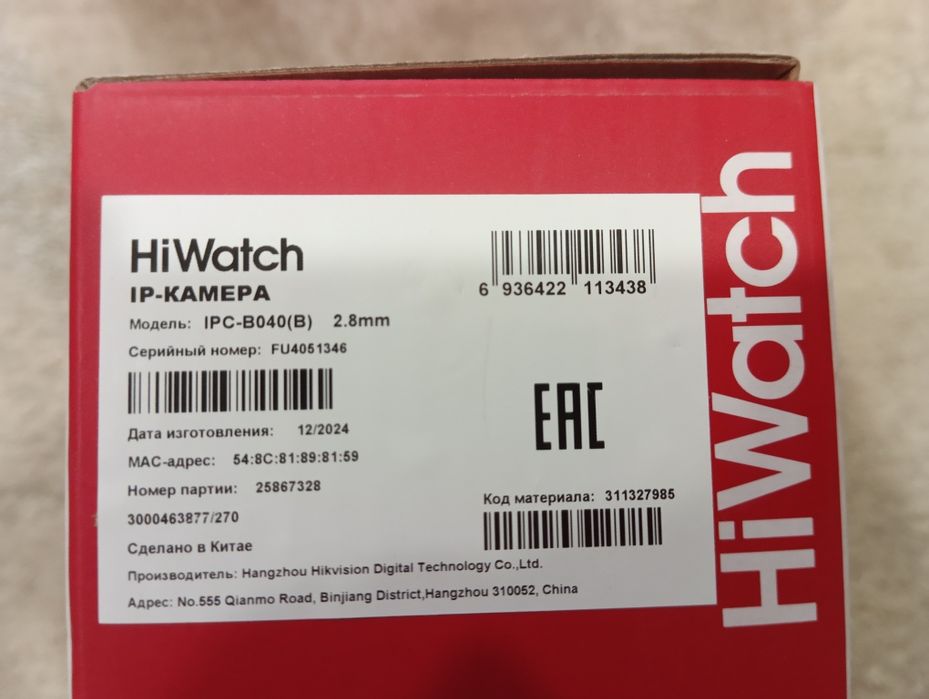 HiWatch
IP-КАМЕРА
Модель: IPC-B040(B) 2.8mm
Серийный номер: FU4051346
6 936422 113438
EAC
Дата изготовления: 12/2024
MAC-адрес: 54:8C:81:89:81:59
Номер партии: 25867328
3000463877/270
Код материала: 311327985
Сделано в Китае
Производитель: Hangzhou Hikvision Digital Technology Co.,Ltd.
Адрес: No.555 Qianmo Road, Binjiang District,Hangzhou 310052, China
HiWatch